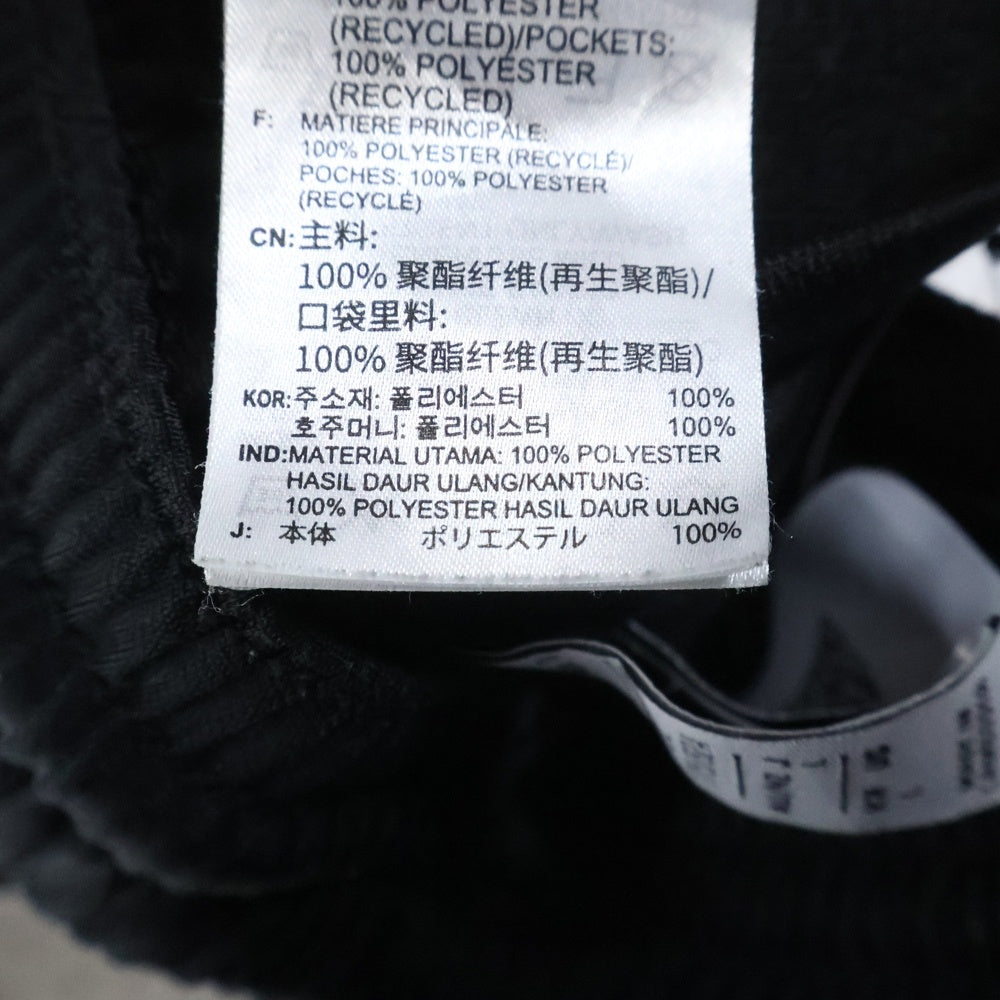 100% POLYESTER
(RECYCLED)/POCKETS:
100% POLYESTER
(RECYCLED)
F: MATIERE PRINCIPALE:
100% POLYESTER (RECYCLÉ)/
POCHES: 100% POLYESTER
(RECYCLÉ)
CN: 主料:
100% 聚酯纤维(再生聚酯)/
口袋里料:
100% 聚酯纤维(再生聚酯)
KOR: 주소재: 폴리에스터 100%
호주머니: 폴리에스터 100%
IND: MATERIAL UTAMA: 100% POLYESTER
HASIL DAUR ULANG/KANTUNG:
100% POLYESTER HASIL DAUR ULANG
J: 本体 ポリエステル 100%